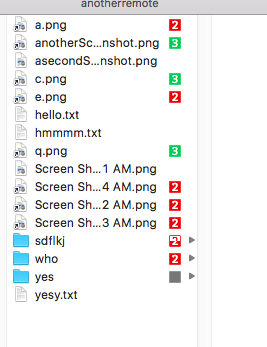 anotherremote
a.png 2
anotherSc...nshot.png 3
asecondS...nshot.png
c.png 3
e.png 2
hello.txt
hmmmm.txt
q.png 3
Screen Sh...1 AM.png
Screen Sh...4 AM.png 2
Screen Sh...2 AM.png 2
Screen Sh...3 AM.png 2
sdflkj 2
who 2
yes
yesy.txt